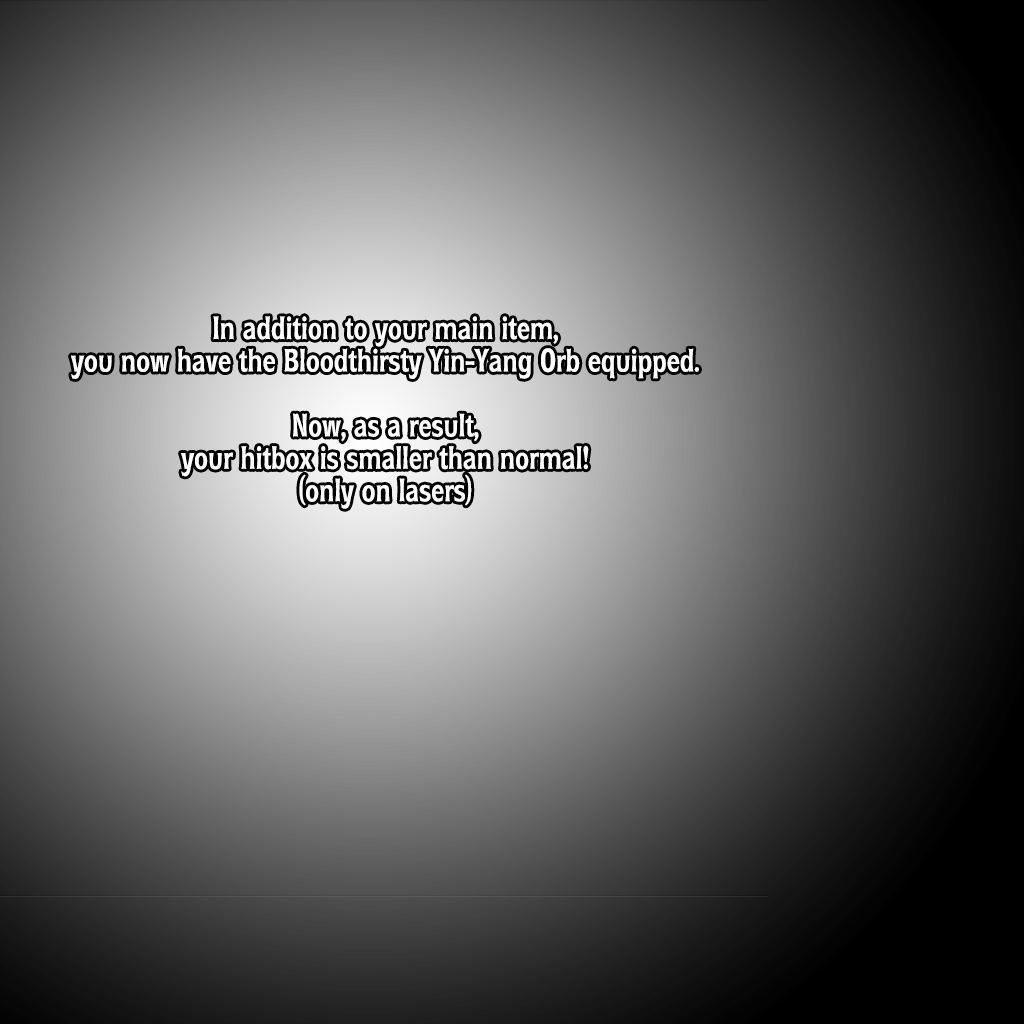 In addition to your main item,
you now have the Bloodthirsty Yin-Yang Orb equipped.
Now, as a result,
your hitbox is smaller than normal!
(only on lasers)